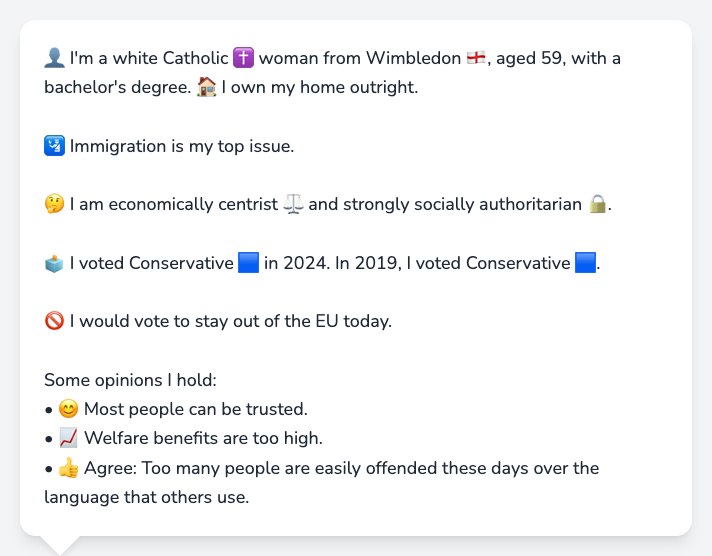 👤 I'm a white Catholic ✝️ woman from Wimbledon 🏴󠁧󠁢󠁥󠁮󠁧󠁿, aged 59, with a
bachelor's degree. 🏠 I own my home outright.
🛂 Immigration is my top issue.
🤔 I am economically centrist ⚖️ and strongly socially authoritarian 🔒.
🗳️ I voted Conservative 🟦 in 2024. In 2019, I voted Conservative 🟦.
🚫 I would vote to stay out of the EU today.
Some opinions I hold:
• 😊 Most people can be trusted.
• 📈 Welfare benefits are too high.
• 👍 Agree: Too many people are easily offended these days over the
language that others use.